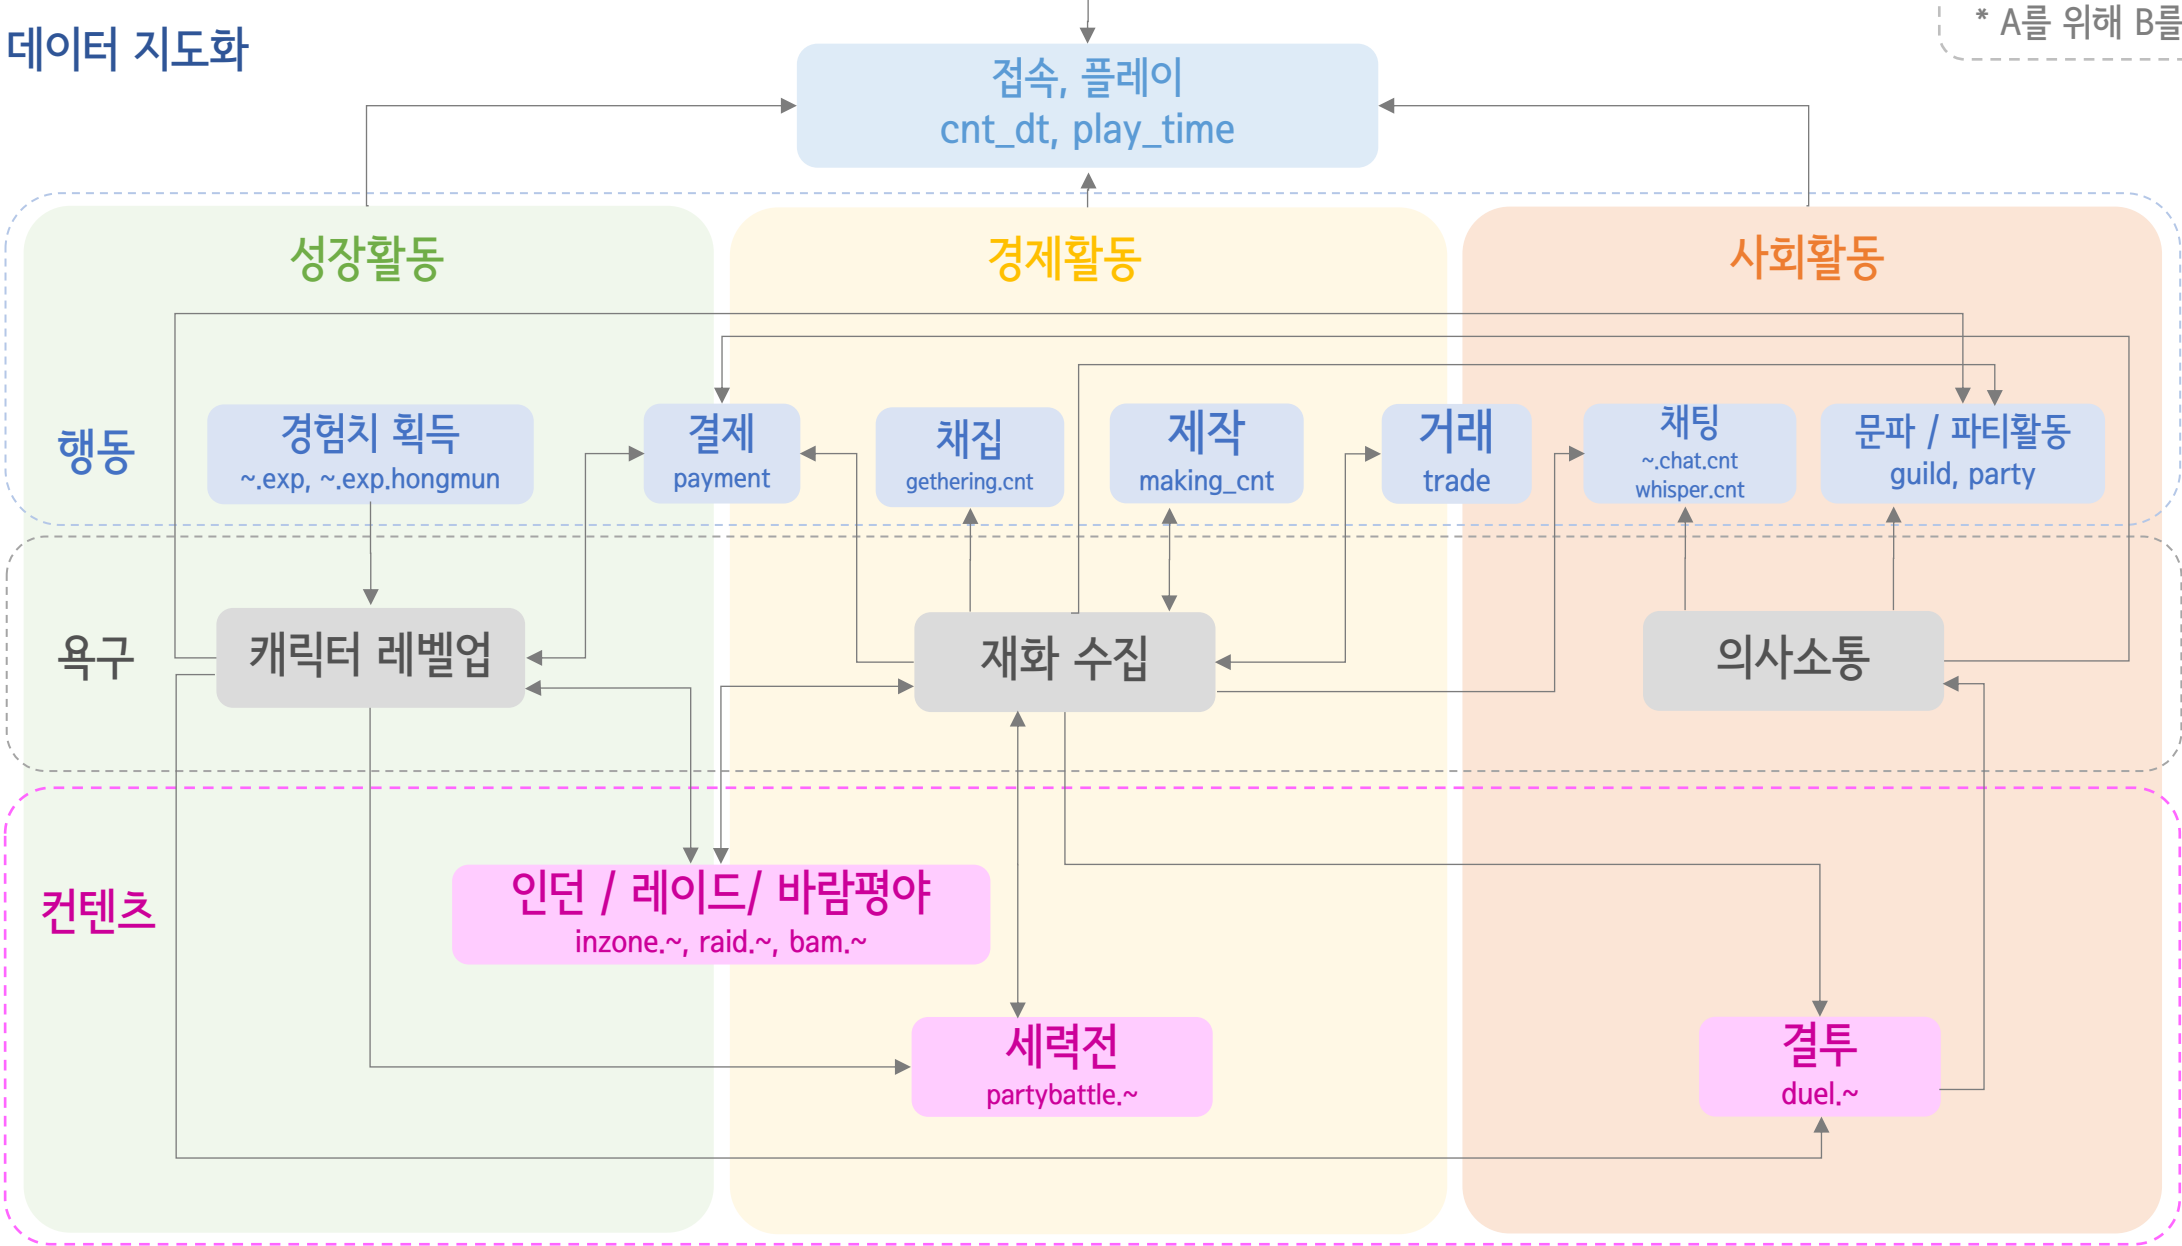 데이터 지도화
* A를 위해 B를
접속, 플레이
cnt_dt, play_time
성장활동
경제활동
사회활동
행동
경험치 획득
~.exp, ~.exp.hongmun
결제
payment
채집
gethering.cnt
제작
making_cnt
거래
trade
채팅
~.chat.cnt
whisper.cnt
문파 / 파티활동
guild, party
욕구
캐릭터 레벨업
재화 수집
의사소통
컨텐츠
인던 / 레이드/ 바람평야
inzone.~, raid.~, bam.~
세력전
partybattle.~
결투
duel.~